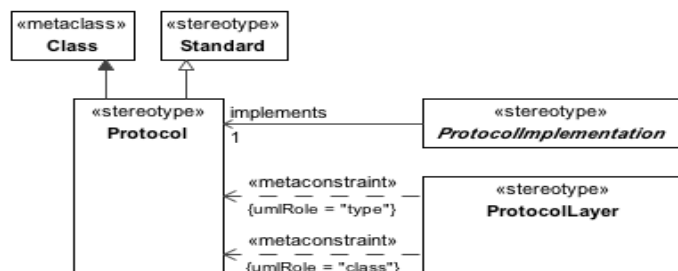 «metaclass»
Class
«stereotype»
Standard
«stereotype»
Protocol
implements
1
«stereotype»
ProtocolImplementation
«metaconstraint»
{umlRole = "type"}
«stereotype»
ProtocolLayer
«metaconstraint»
{umlRole = "class"}